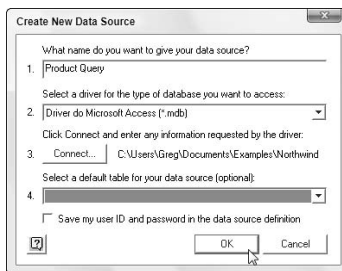 Create New Data Source
What name do you want to give your data source?
1. Product Query
Select a driver for the type of database you want to access:
2. Driver do Microsoft Access (*.mdb)
Click Connect and enter any information requested by the driver:
3. Connect... C:\Users\Greg\Documents\Examples\Northwind
Select a default table for your data source (optional):
4.
Save my user ID and password in the data source definition
? OK Cancel